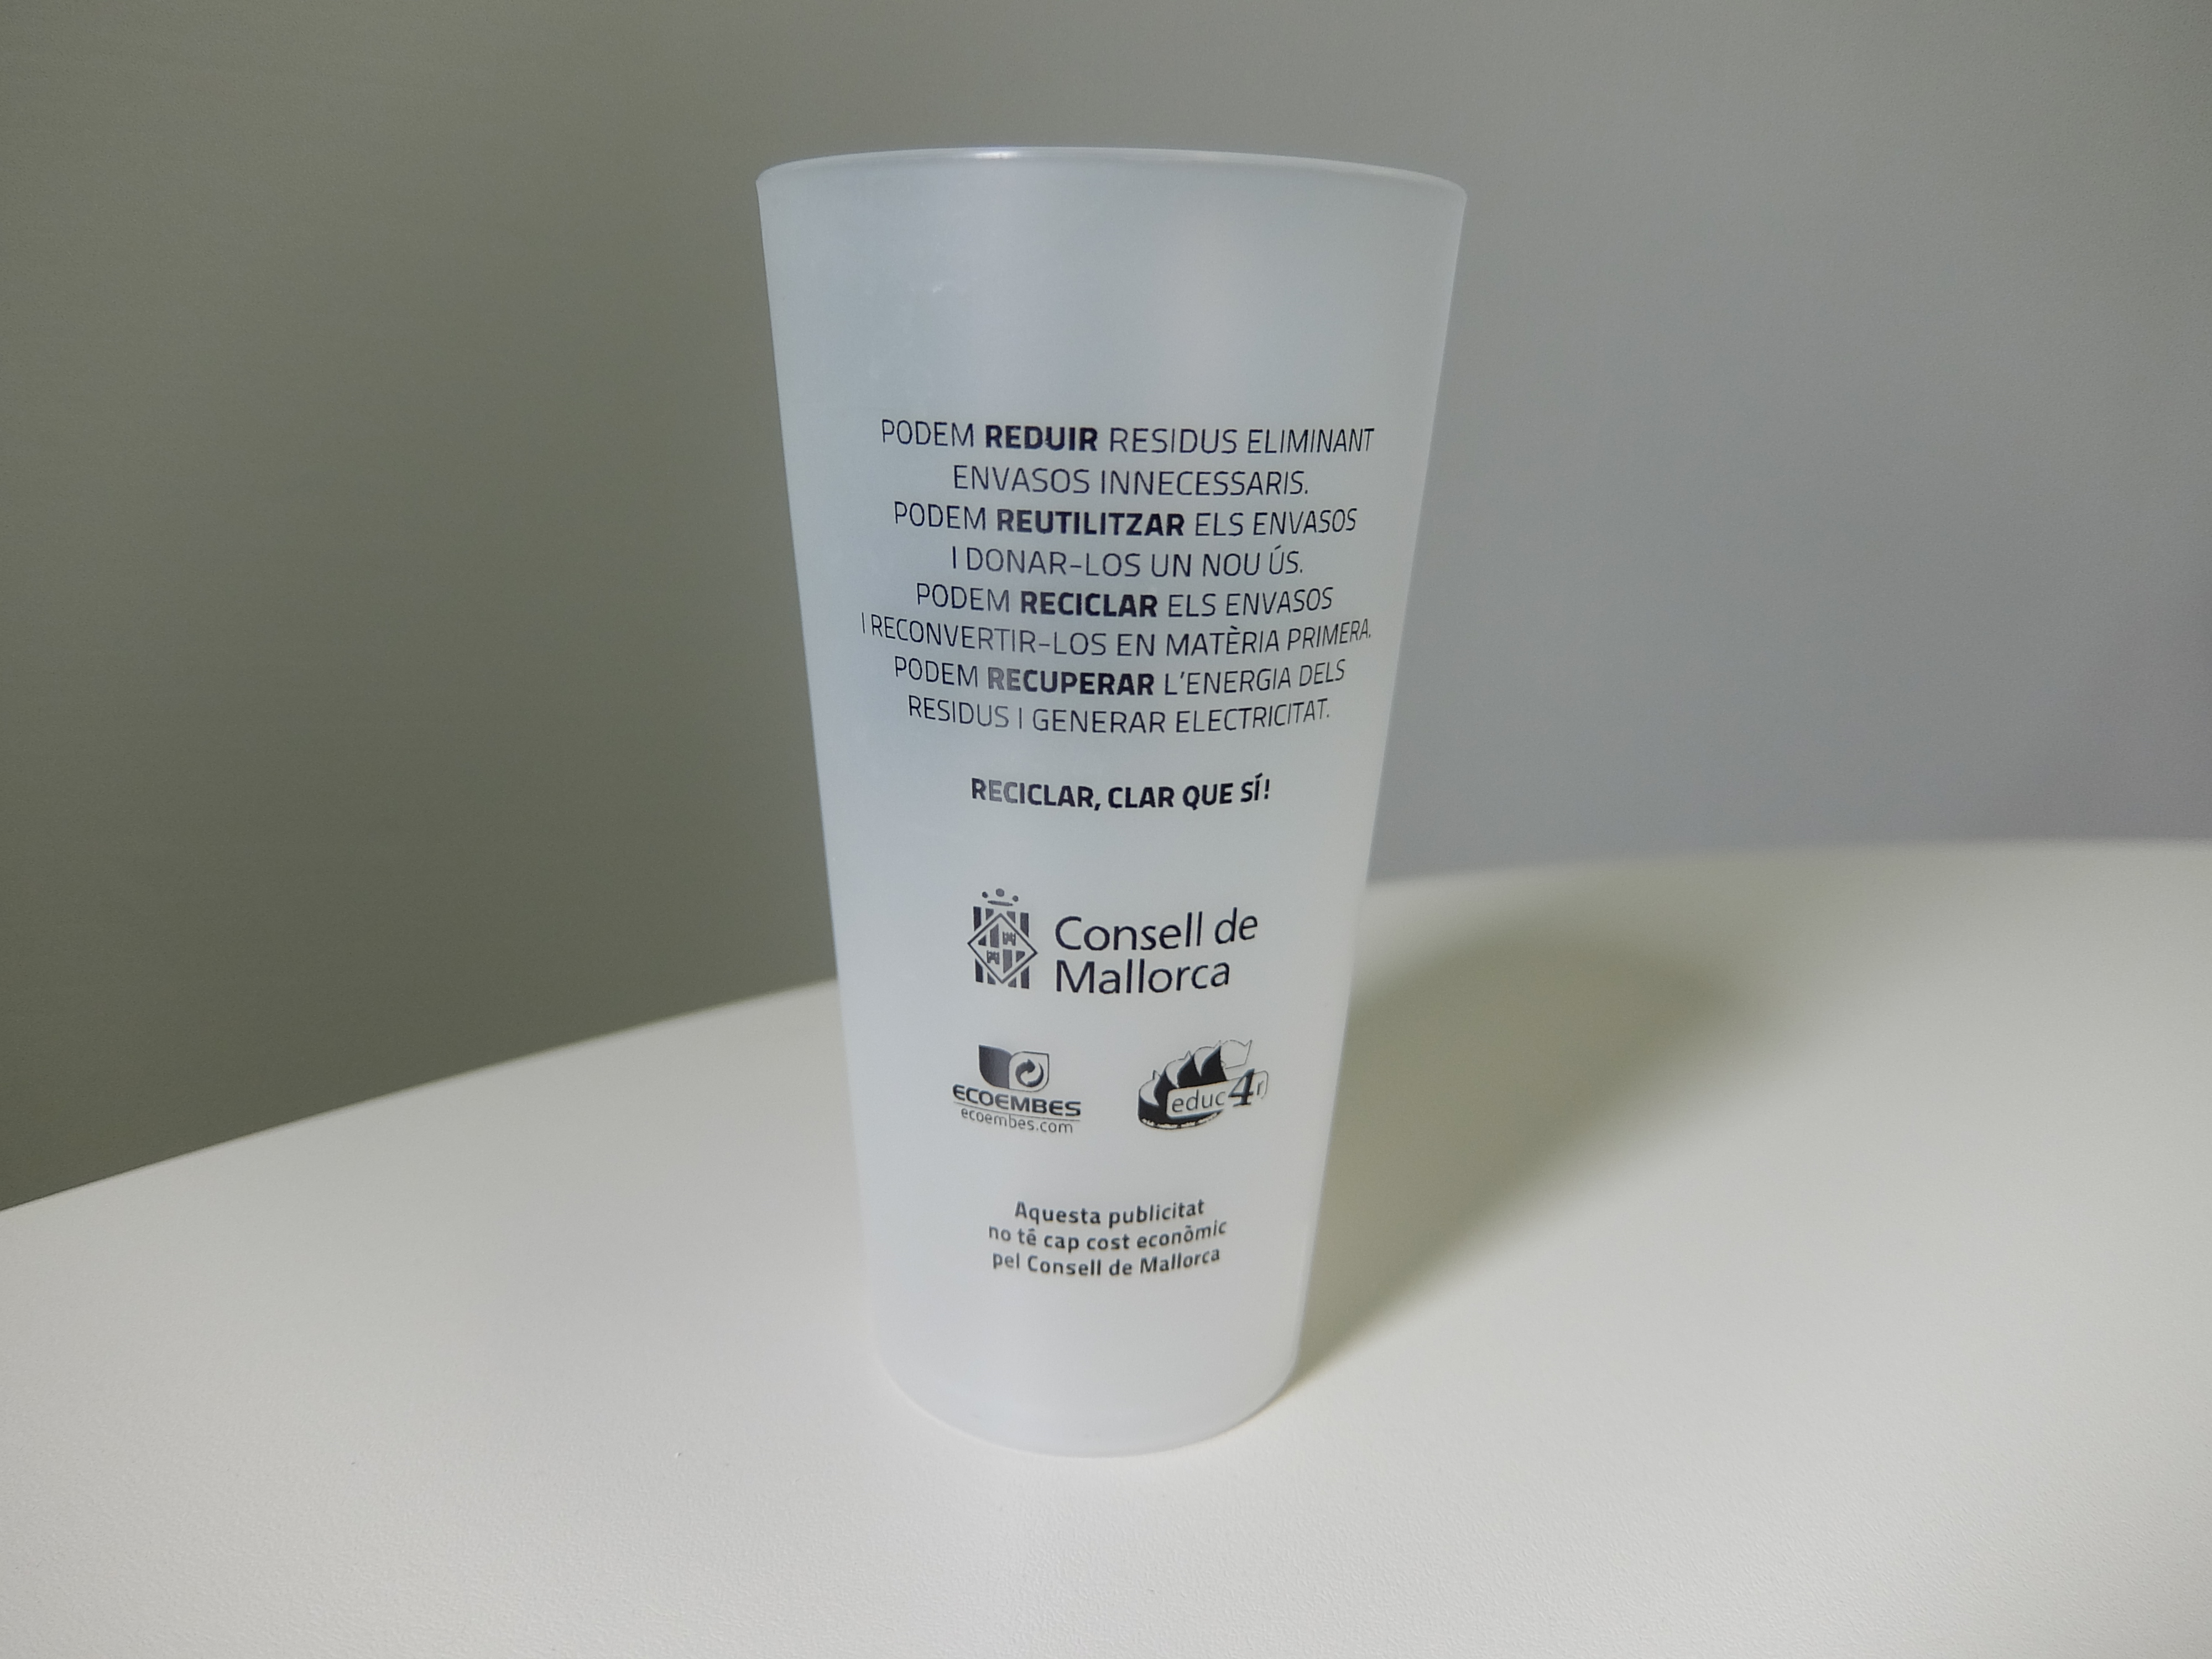 PODEM REDUIR RESIDUS ELIMINANT
ENVASOS INNECESSARIS.
PODEM REUTILITZAR ELS ENVASOS
I DONAR-LOS UN NOU ÚS.
PODEM RECICLAR ELS ENVASOS
I RECONVERTIR-LOS EN MATÈRIA PRIMERA.
PODEM RECUPERAR L'ENERGIA DELS
RESIDUS I GENERAR ELECTRICITAT.
RECICLAR, CLAR QUE SÍ!
Consell de
Mallorca
ECOEMBES
ecoembes.com
educ4r
Aquesta publicitat
no tê cap cost econõmic
pel Consell de Mallorca